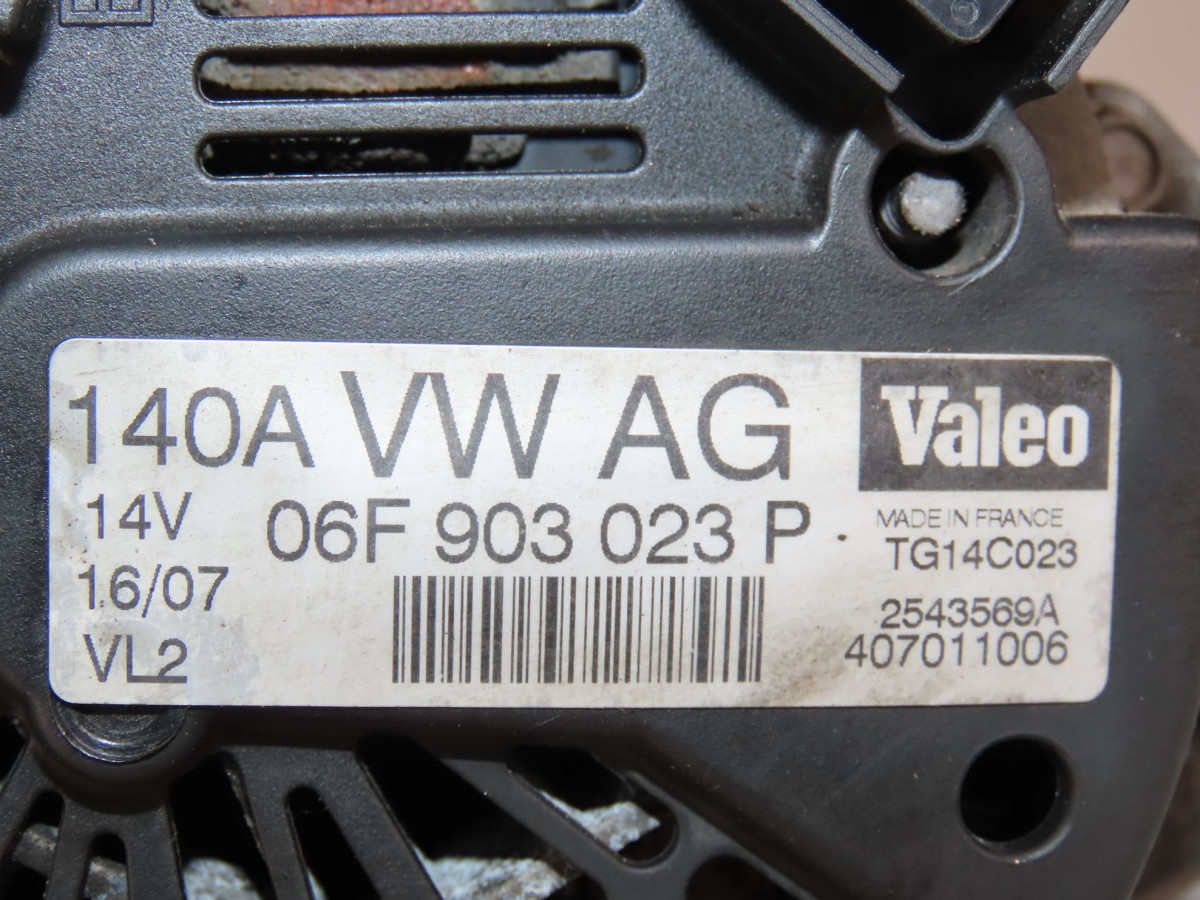 140A VW AG
Valeo
14V
06F 903 023 P
MADE IN FRANCE
TG14C023
16/07
2543569A
VL2
407011006